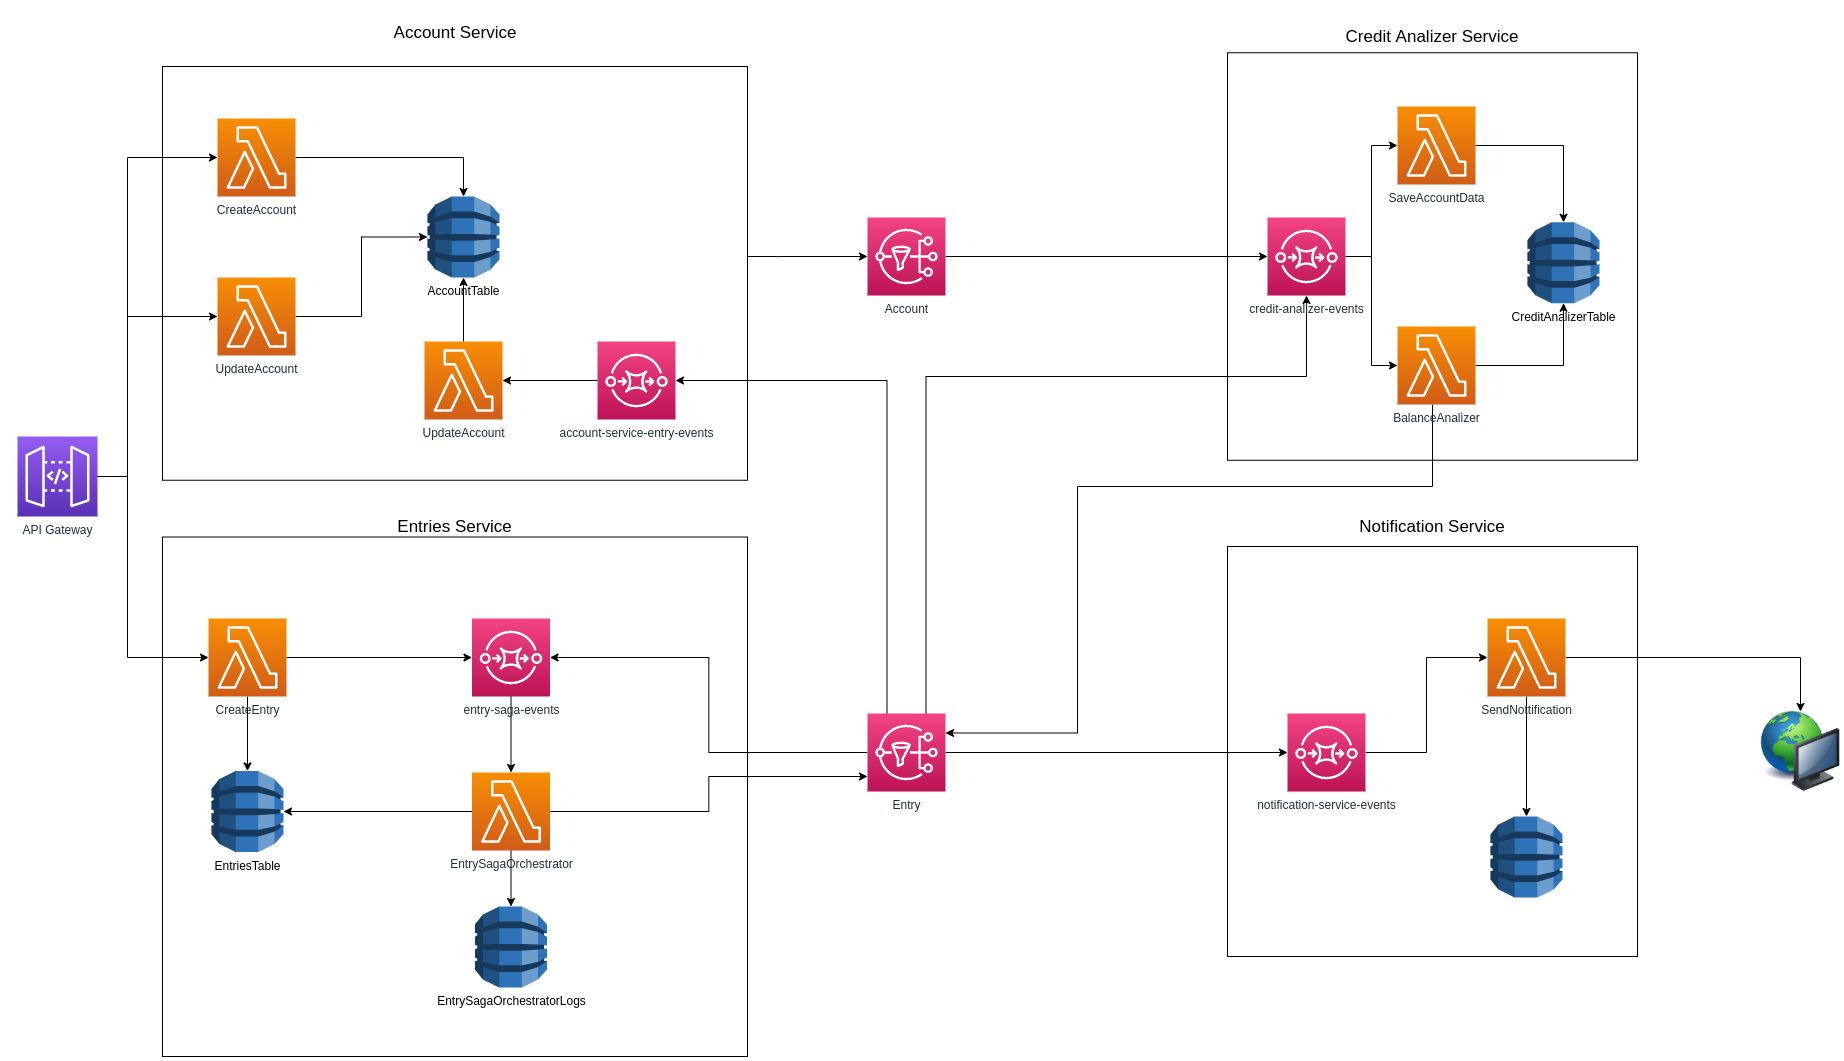 Account Service
Credit Analizer Service
CreateAccount
SaveAccountData
AccountTable
Account
credit-analizer-events
CreditAnalizerTable
UpdateAccount
UpdateAccount
account-service-entry-events
BalanceAnalizer
API Gateway
Entries Service
Notification Service
CreateEntry
entry-saga-events
SendNottification
Entry
notification-service-events
EntriesTable
EntrySagaOrchestrator
EntrySagaOrchestratorLogs